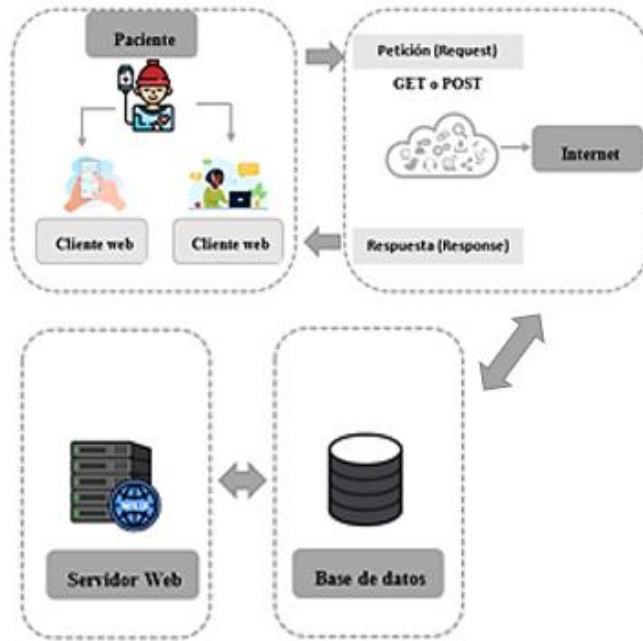 Paciente
Petición (Request)
GET o POST
Internet
Cliente web
Cliente web
Respuesta (Response)
Servidor Web
Base de datos